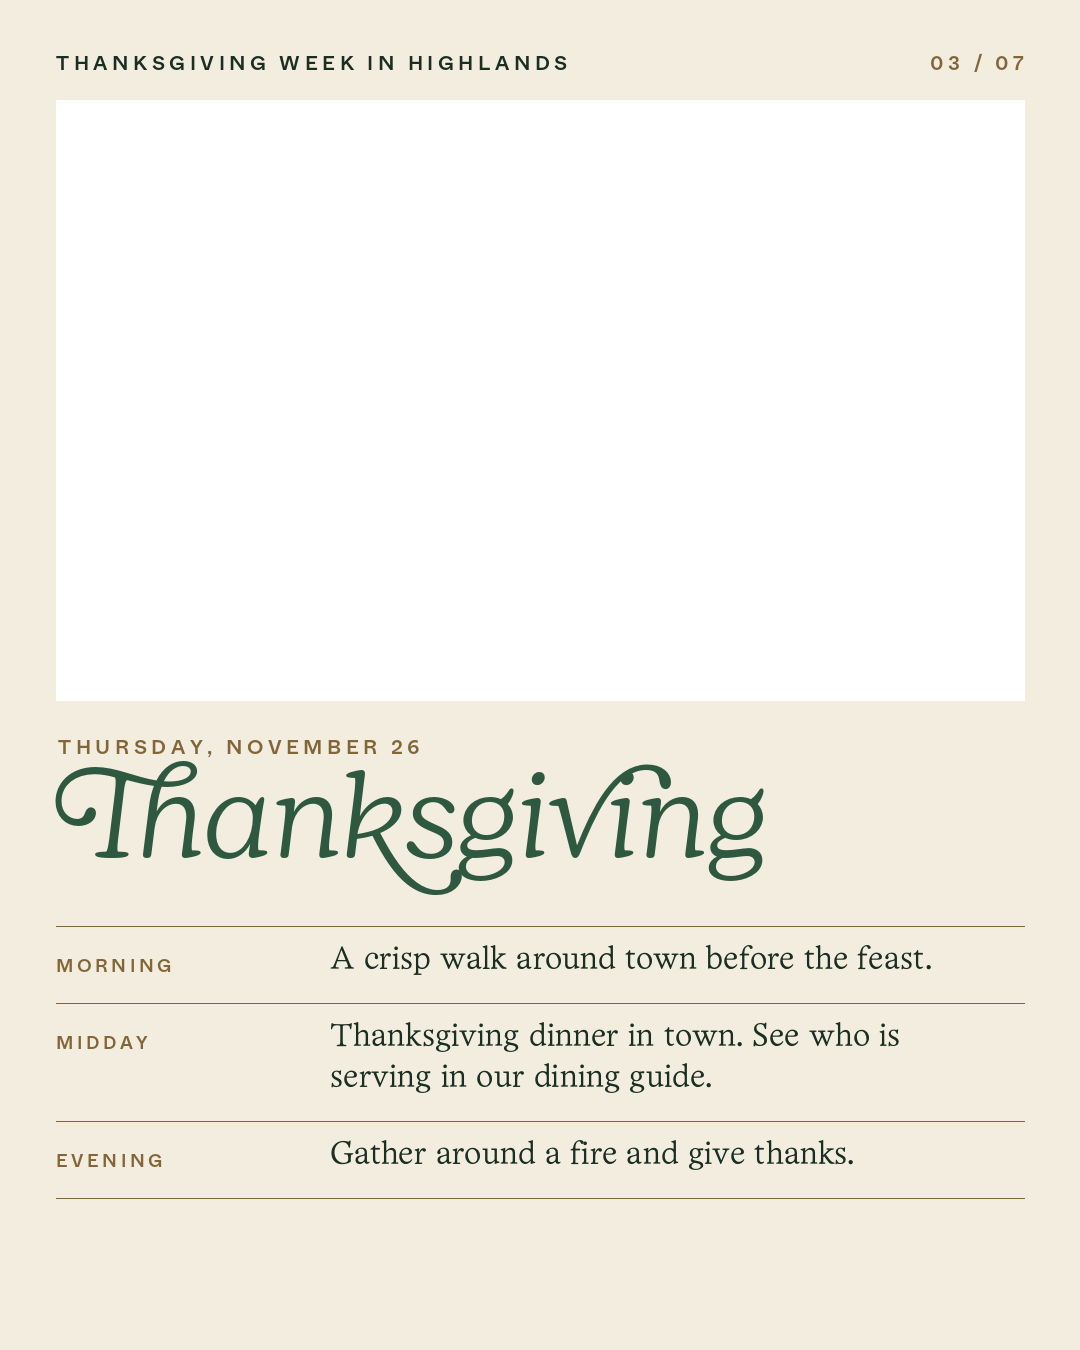 THANKSGIVING WEEK IN HIGHLANDS
03 / 07
THURSDAY, NOVEMBER 26
Thanksgiving
MORNING
A crisp walk around town before the feast.
MIDDAY
Thanksgiving dinner in town. See who is
serving in our dining guide.
EVENING
Gather around a fire and give thanks.